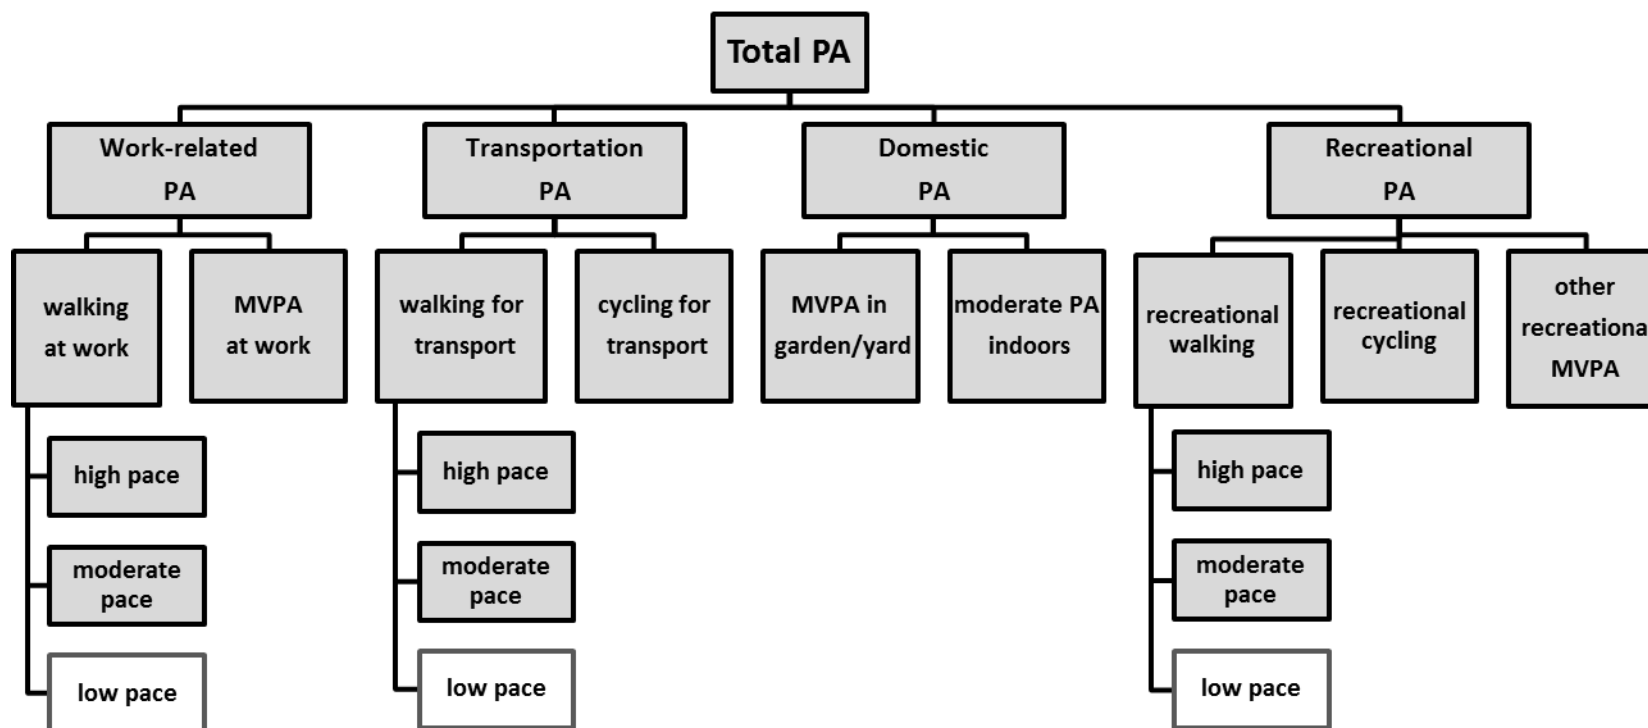 Total PA
Work-related
PA
Transportation
PA
Domestic
PA
Recreational
PA
walking
at work
MVPA
at work
walking for
transport
cycling for
transport
MVPA in
garden/yard
moderate PA
indoors
recreational
walking
recreational
cycling
other
recreationa
MVPA
high pace
moderate
pace
low pace
high pace
moderate
pace
low pace
high pace
moderate
pace
low pace